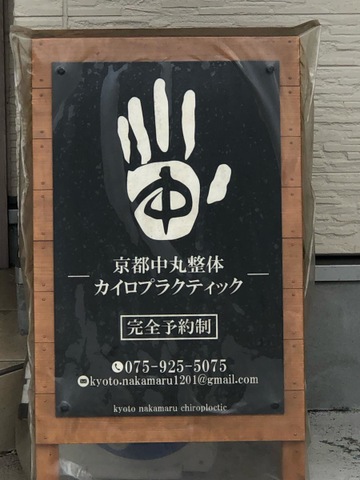 中
京都中丸整体
カイロプラクティック
完全予約制
075-925-5075
kyoto.nakamaru1201@gmail.com
kyoto nakamaru chiroploctic